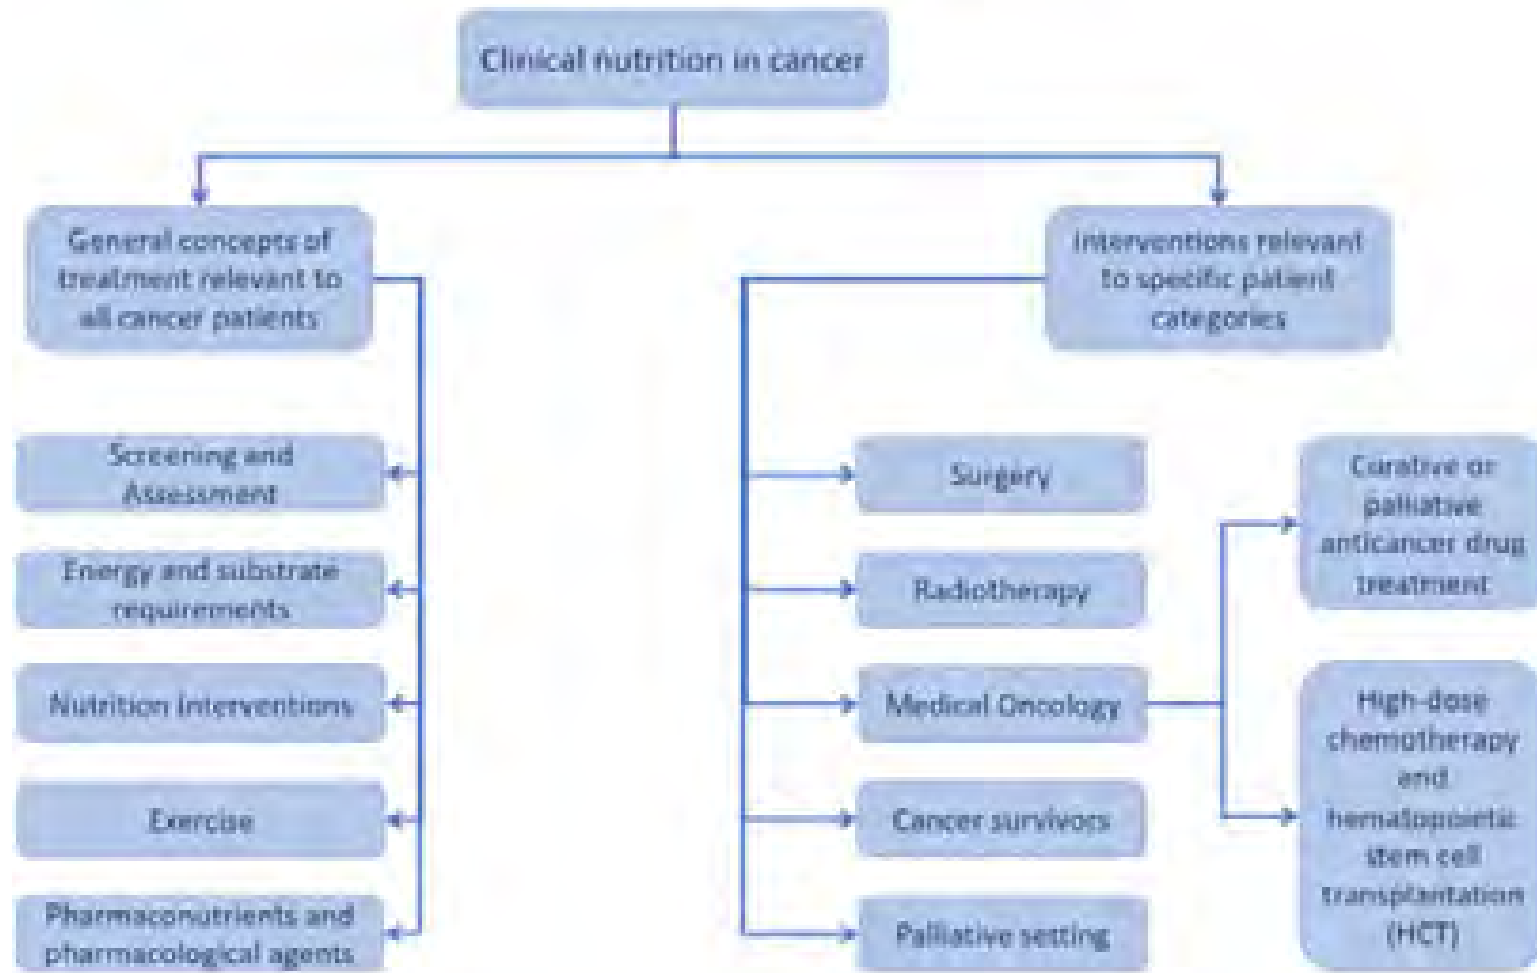 Clinical nutrition in cancer
General concepts of
treatment relevant to
all cancer patients
Interventions relevant
to specific patient
categories
Screening and
Assessment
Energy and substrate
requirements
Nutrition Interventions
Exercise
Pharmaconutrients and
pharmacological agents
Surgery
Radiotherapy
Medical Oncology
Cancer survivors
Palliative setting
Curative or
palliative
anticancer drug
treatment
High-dose
chemotherapy
and
hematopoietic
stem cell
transplantation
(HCT)